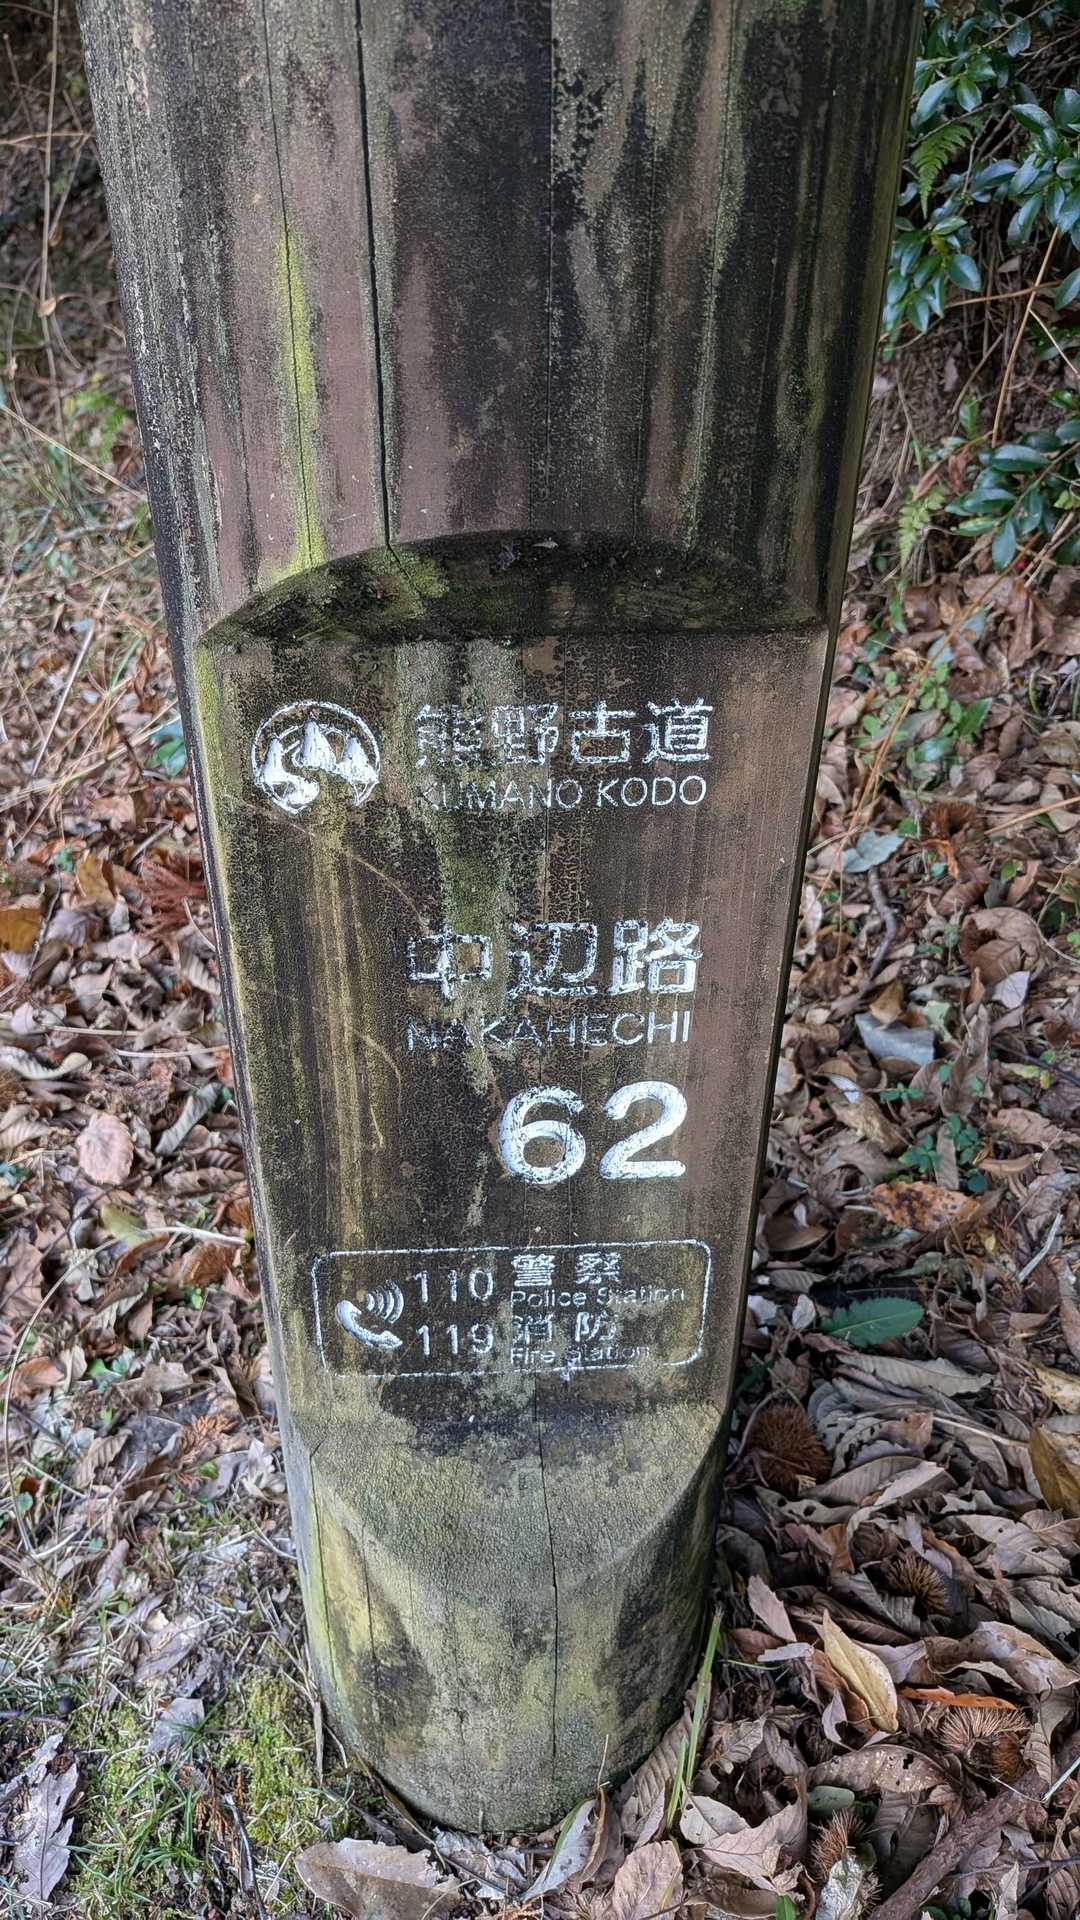 熊野古道
KUMANO KODO
中辺路
NAKAHECHI
62
110 警察
Police Station
119 消防
Fire Station